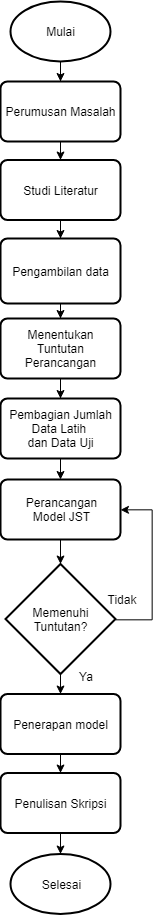 Mulai
Perumusan Masalah
Studi Literatur
Pengambilan data
Menentukan
Tuntutan
Perancangan
Pembagian Jumlah
Data Latih
dan Data Uji
Perancangan
Model JST
Tidak
Memenuhi
Tuntutan?
Ya
Penerapan model
Penulisan Skripsi
Selesai